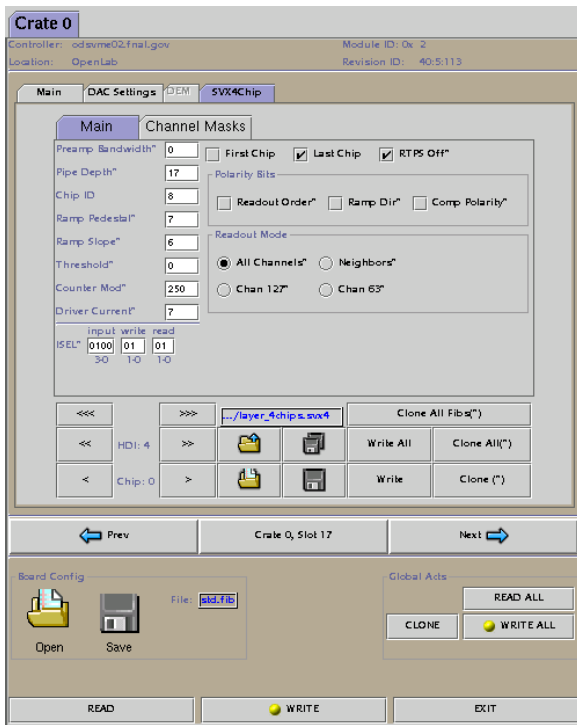 Crate 0
Controller: odsvme02.fnal.gov Module ID: 0x 2
Location: OpenLab Revision ID: 40:5:113
Main DAC Settings DEM SVX4Chip
Main Channel Masks
Preamp Bandwidth" 0 First Chip Last Chip RTPS Off"
Pipe Depth" 17 Polarity Bits
Chip ID 8 Readout Order" Ramp Dir" Comp Polarity"
Ramp Pedestal" 7
Ramp Slope" 6 Readout Mode
Threshold" 0 All Channels" Neighbors"
Counter Mod" 250 Chan 127" Chan 63"
Driver Current" 7
input write read
ISEL" 0100 01 01
3-0 1-0 1-0
<<< >>> .../layer_4chips.svx4 Clone All Fibs(")
<< HDI: 4 >> Write All Clone All(")
< Chip: 0 > Write Clone (")
Prev Crate 0, Slot 17 Next
Board Config Global Acts
File: std.fib READ ALL
CLONE WRITE ALL
Open Save
READ WRITE EXIT